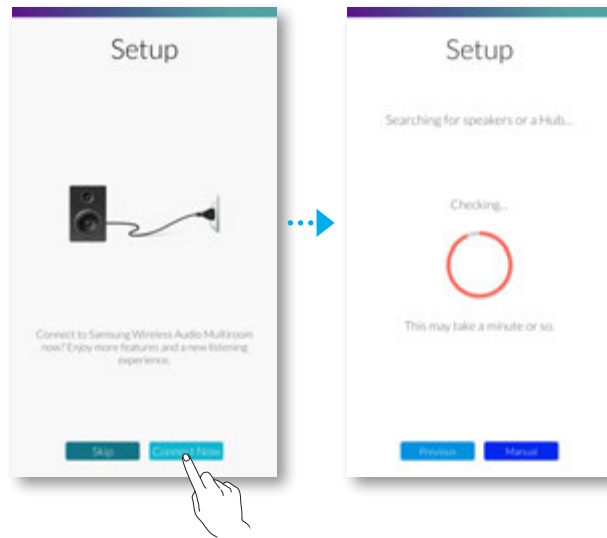 Setup
Connect to Samsung Wireless Audio Multiroom
now? Enjoy more features and a new listening
experience.
Skip
Connect Now
Setup
Searching for speakers or a Hub...
Checking...
This may take a minute or so.
Previous
Manual